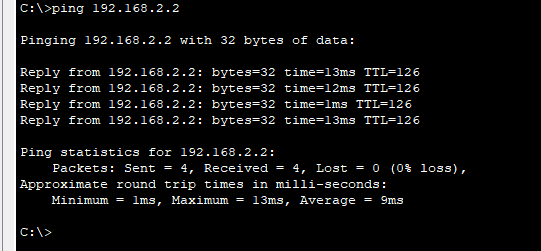 C:\>ping 192.168.2.2
Pinging 192.168.2.2 with 32 bytes of data:
Reply from 192.168.2.2: bytes=32 time=13ms TTL=126
Reply from 192.168.2.2: bytes=32 time=12ms TTL=126
Reply from 192.168.2.2: bytes=32 time=1ms TTL=126
Reply from 192.168.2.2: bytes=32 time=13ms TTL=126
Ping statistics for 192.168.2.2:
    Packets: Sent = 4, Received = 4, Lost = 0 (0% loss),
Approximate round trip times in milli-seconds:
    Minimum = 1ms, Maximum = 13ms, Average = 9ms
C:\>